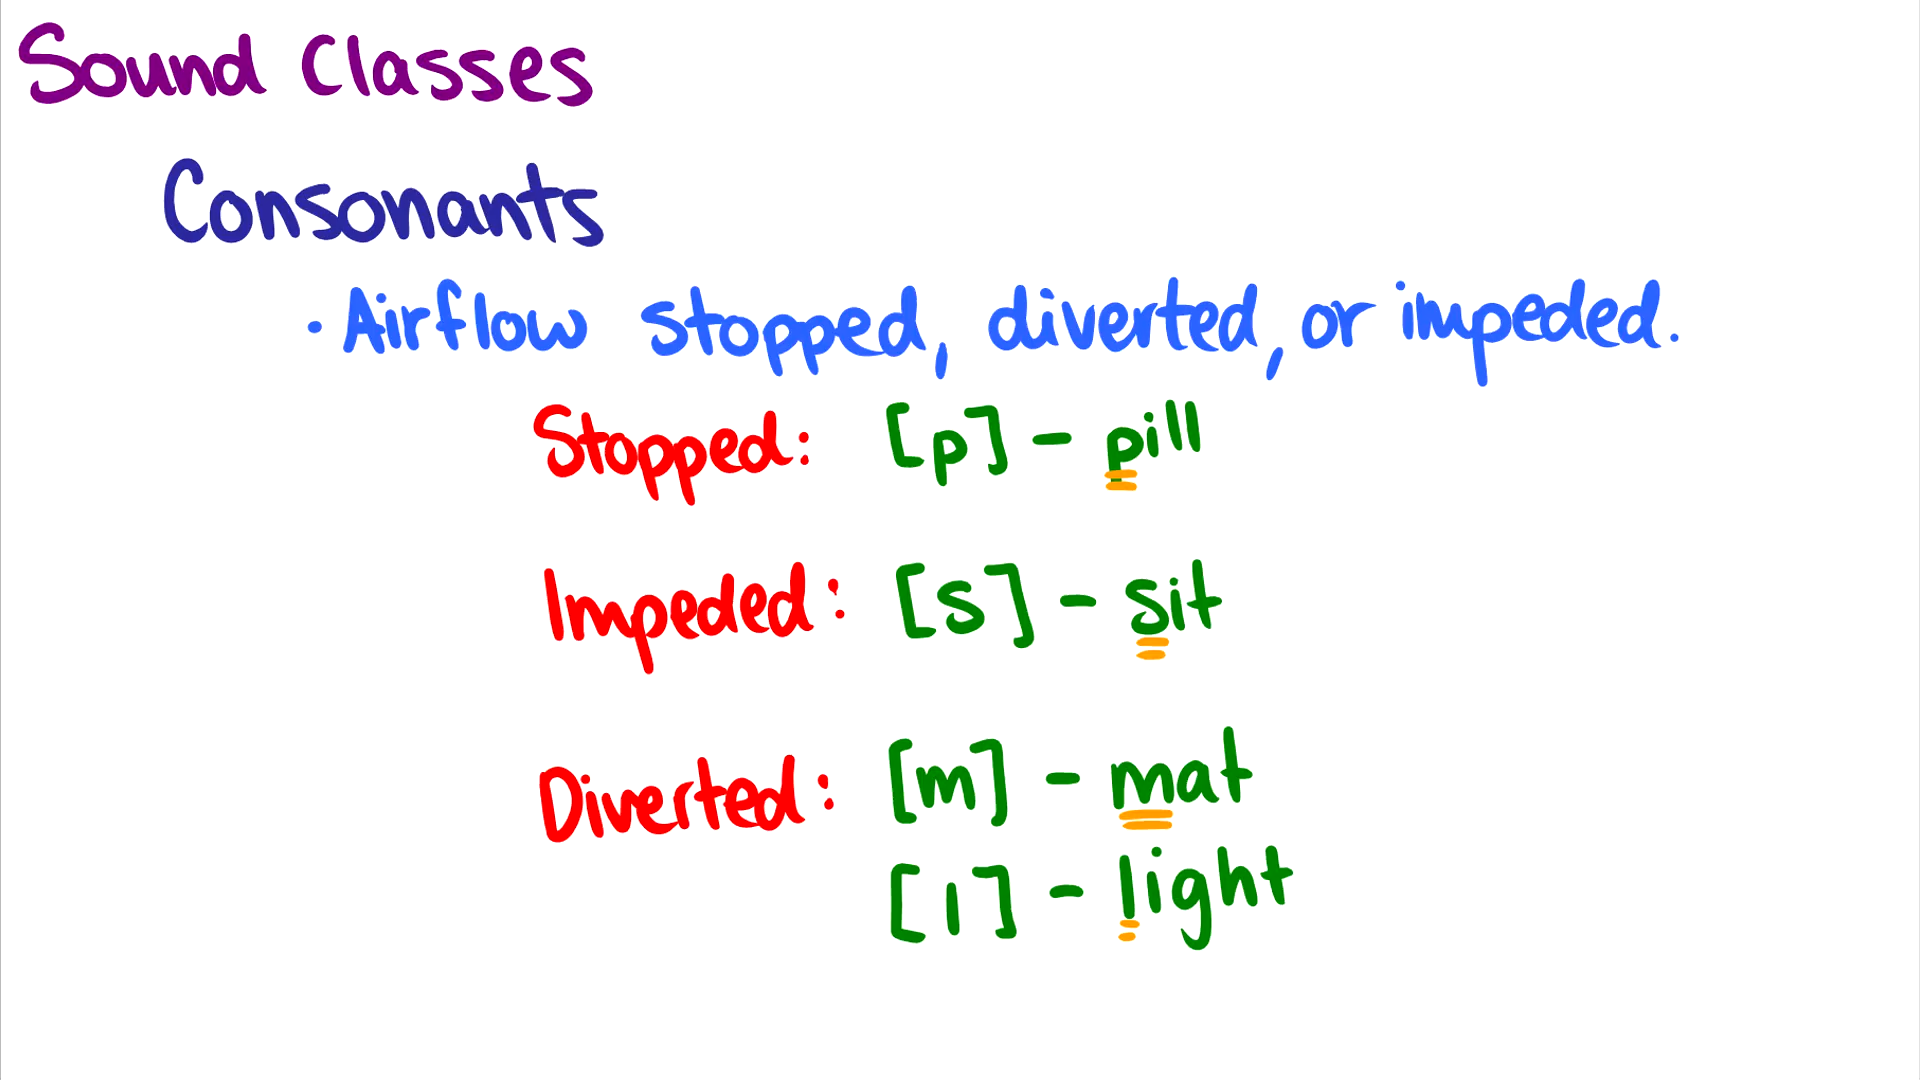 Sound Classes
Consonants
· Airflow stopped, diverted, or impeded.
Stopped: [p] - pill
Impeded: [s] - sit
Diverted: [m] - mat
[l] - light